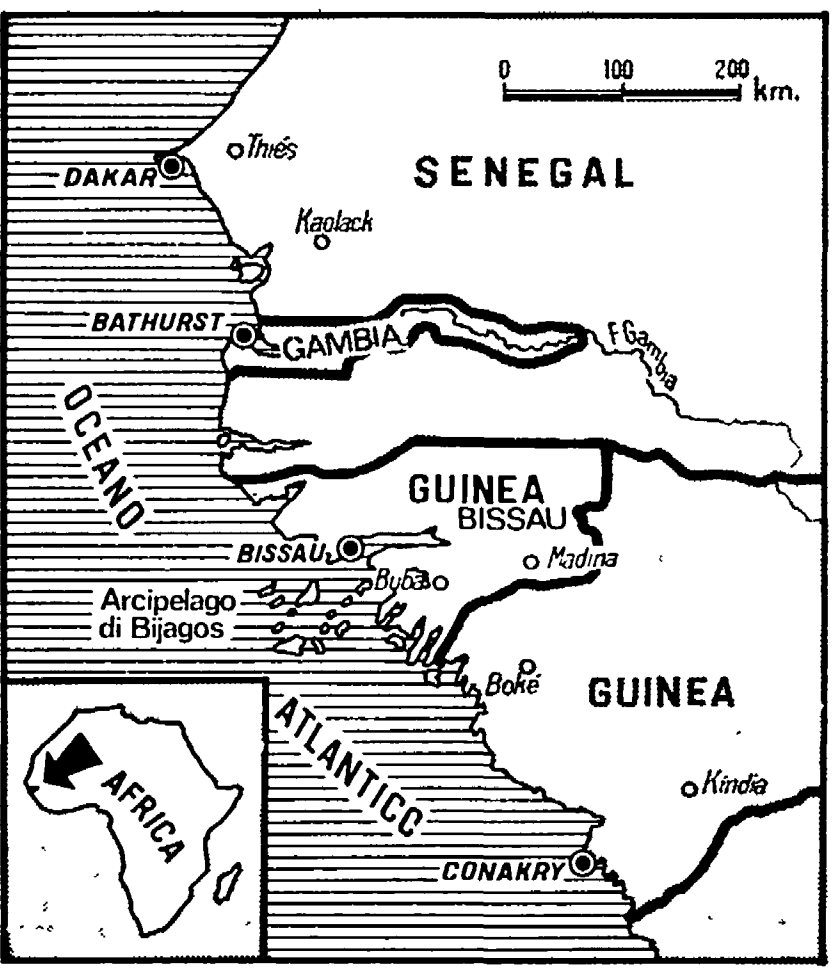 0 100 200
km.
Thiés
DAKAR
SENEGAL
Kaolack
BATHURST
GAMBIA
F Gambia
OCEANO
GUINEA
BISSAU
BISSAU
Madina
Buba
Arcipelago
di Bijagos
Boké
GUINEA
ATLANTICO
AFRICA
Kindia
CONAKRY